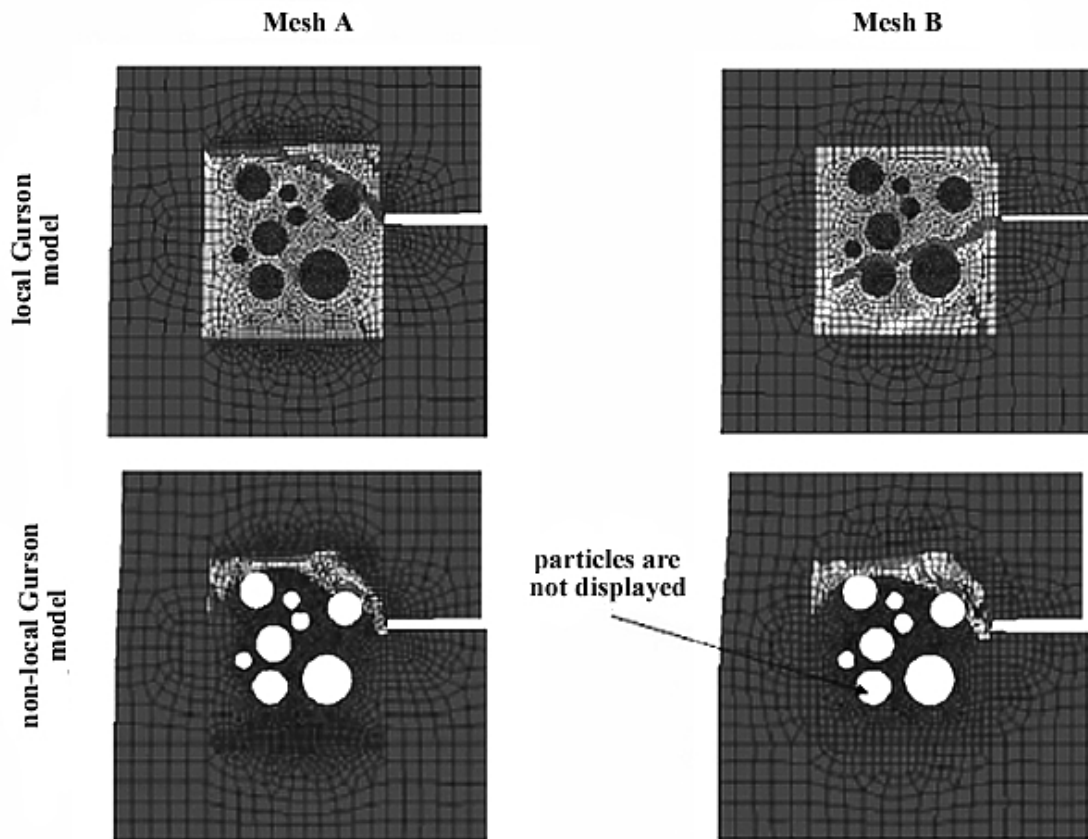 Mesh A
Mesh B
local Gurson
model
non-local Gurson
model
particles are
not displayed